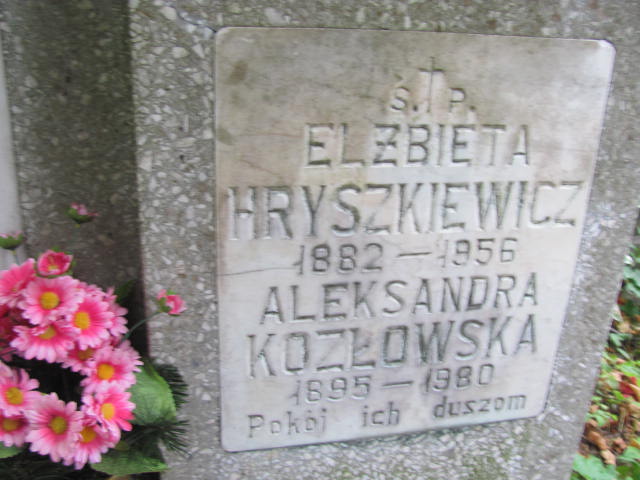 Ś. P.
ELŻBIETA
HRYSZKIEWICZ
1882 — 1956
ALEKSANDRA
KOZŁOWSKA
1895 — 1980
Pokój ich duszom